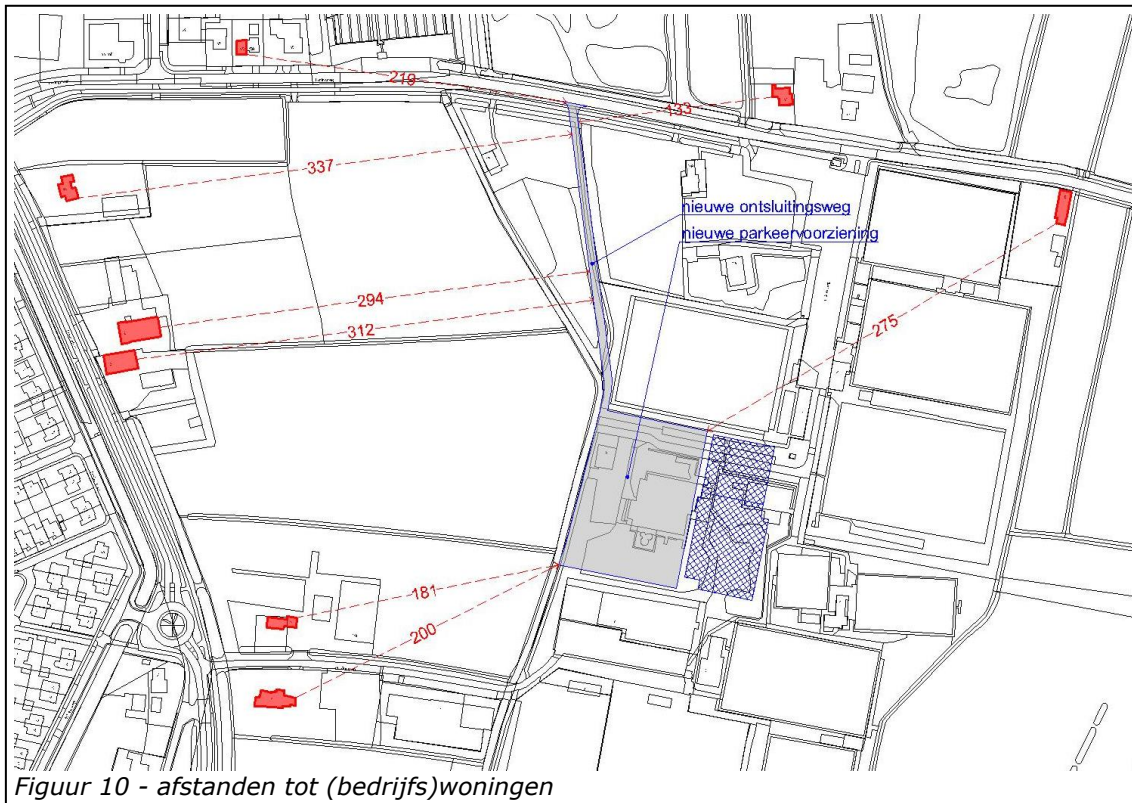 219
133
337
nieuwe ontsluitingsweg
nieuwe parkeervoorziening
294
312
275
181
200
Figuur 10 - afstanden tot (bedrijfs)woningen